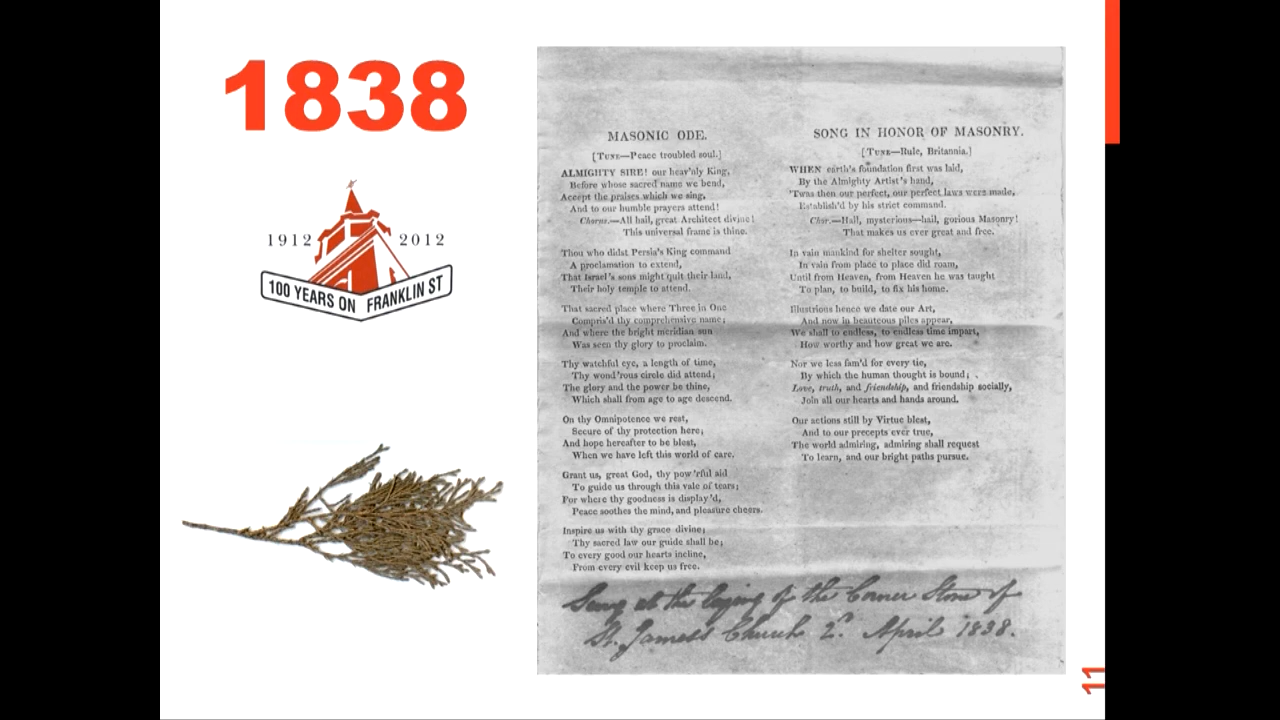 1838
1912 2012
100 YEARS ON FRANKLIN ST
MASONIC ODE.
[TUNE—Peace troubled soul.]
ALMIGHTY SIRE! our heav'nly King,
Before whose sacred name we bend,
Accept the praises which we sing,
And to our humble prayers attend!
Chorus.—All hail, great Architect divine!
This universal frame is thine.
Thou who didst Persia's King command
A proclamation to extend,
That Israel's sons might quit their land,
Their holy temple to attend.
That sacred place where Three in One
Compris'd thy comprehensive name;
And where the bright meridian sun
Was seen thy glory to proclaim.
Thy watchful eye, a length of time,
Thy wond'rous circle did attend;
The glory and the power be thine,
Which shall from age to age descend.
On thy Omnipotence we rest,
Secure of thy protection here;
And hope hereafter to be blest,
When we have left this world of care.
Grant us, great God, thy pow'rful aid
To guide us through this vale of tears;
For where thy goodness is display'd,
Peace soothes the mind, and pleasure cheers.
Inspire us with thy grace divine;
Thy sacred law our guide shall be;
To every good our hearts incline,
From every evil keep us free.
SONG IN HONOR OF MASONRY.
[TUNE—Rule, Britannia.]
WHEN earth's foundation first was laid,
By the Almighty Artist's hand,
'Twas then our perfect, our perfect laws were made,
Establish'd by his strict command.
Chor.—Hail, mysterious—hail, gorious Masonry!
That makes us ever great and free.
In vain mankind for shelter sought,
In vain from place to place did roam,
Until from Heaven, from Heaven he was taught
To plan, to build, to fix his home.
Illustrious hence we date our Art,
And now in beauteous piles appear,
We shall to endless, to endless time impart,
How worthy and how great we are.
Nor we less fam'd for every tie,
By which the human thought is bound;
Love, truth, and friendship, and friendship socially,
Join all our hearts and hands around.
Our actions still by Virtue blest,
And to our precepts ever true,
The world admiring, admiring shall request
To learn, and our bright paths pursue.
Sung at the laying of the Corner Stone of
St. James's Church 2d. April 1838.
11